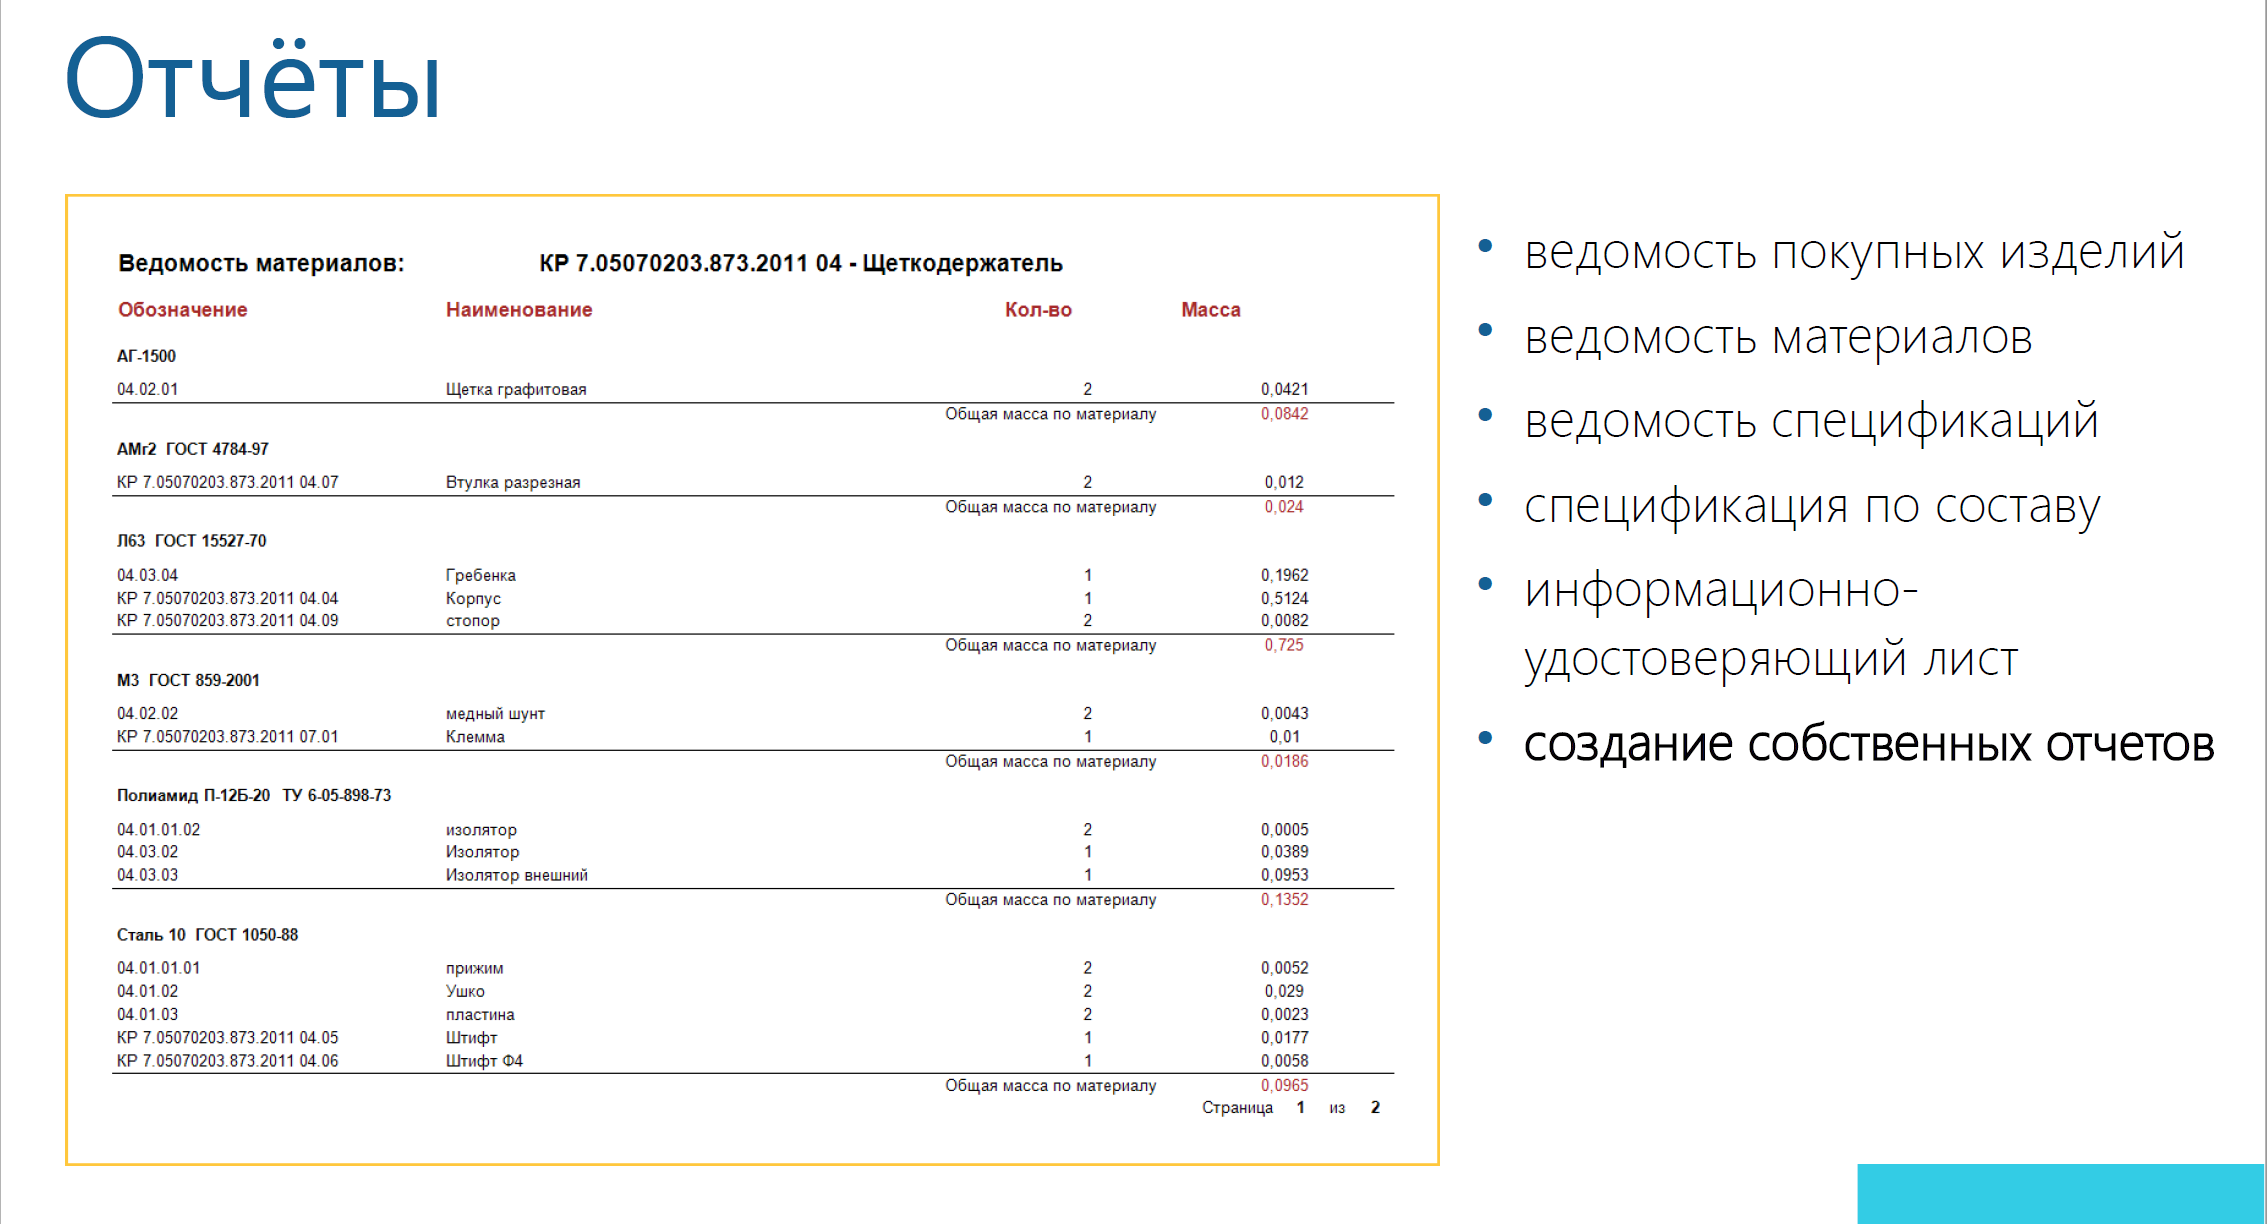 Отчёты
Ведомость материалов: КР 7.05070203.873.2011 04 - Щеткодержатель
Обозначение Наименование Кол-во Масса
АГ-1500
04.02.01 Щетка графитовая 2 0,0421
Общая масса по материалу 0,0842
АМг2 ГОСТ 4784-97
КР 7.05070203.873.2011 04.07 Втулка разрезная 2 0,012
Общая масса по материалу 0,024
Л63 ГОСТ 15527-70
04.03.04 Гребенка 1 0,1962
КР 7.05070203.873.2011 04.04 Корпус 1 0,5124
КР 7.05070203.873.2011 04.09 стопор 2 0,0082
Общая масса по материалу 0,725
М3 ГОСТ 859-2001
04.02.02 медный шунт 2 0,0043
КР 7.05070203.873.2011 07.01 Клемма 1 0,01
Общая масса по материалу 0,0186
Полиамид П-12Б-20 ТУ 6-05-898-73
04.01.01.02 изолятор 2 0,0005
04.03.02 Изолятор 1 0,0389
04.03.03 Изолятор внешний 1 0,0953
Общая масса по материалу 0,1352
Сталь 10 ГОСТ 1050-88
04.01.01.01 прижим 2 0,0052
04.01.02 Ушко 2 0,029
04.01.03 пластина 2 0,0023
КР 7.05070203.873.2011 04.05 Штифт 1 0,0177
КР 7.05070203.873.2011 04.06 Штифт Ф4 1 0,0058
Общая масса по материалу 0,0965
Страница 1 из 2
• ведомость покупных изделий
• ведомость материалов
• ведомость спецификаций
• спецификация по составу
• информационно-
удостоверяющий лист
• создание собственных отчетов